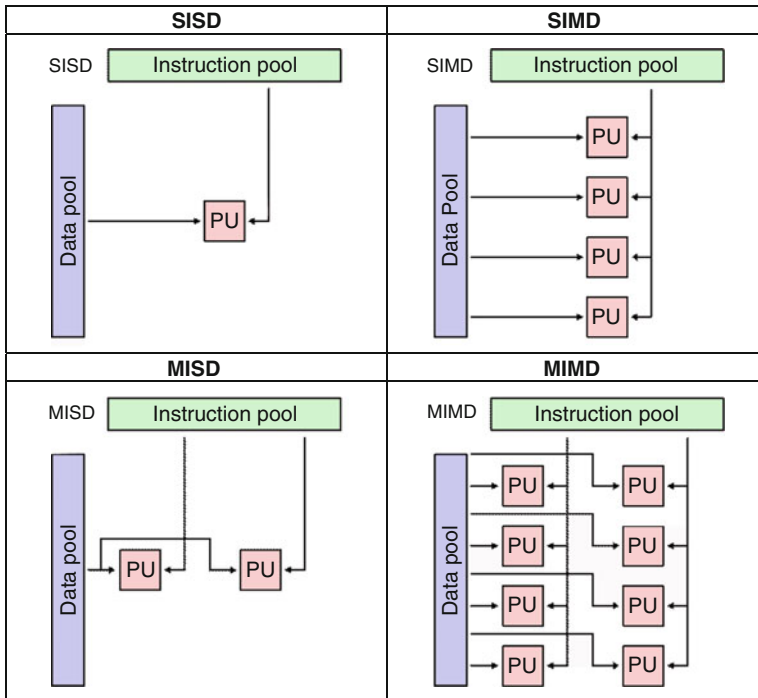 SISD
SIMD
SISD
Instruction pool
Data pool
PU
SIMD
Instruction pool
Data Pool
PU
PU
PU
PU
MISD
MIMD
MISD
Instruction pool
Data pool
PU
PU
MIMD
Instruction pool
Data pool
PU
PU
PU
PU
PU
PU
PU
PU